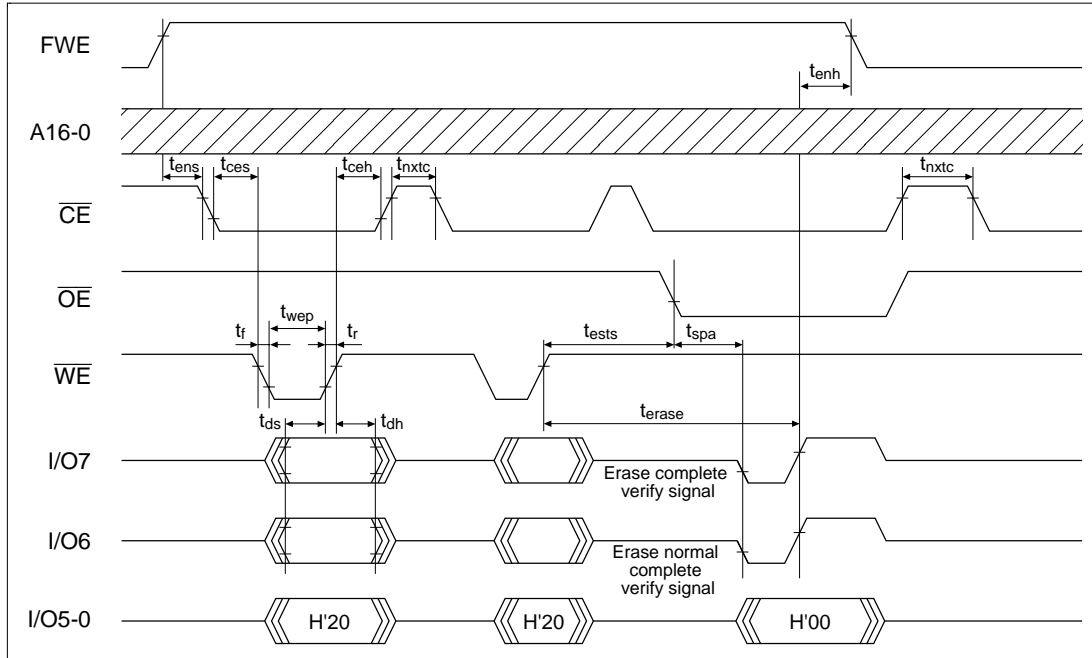 FWE
tenh
A16-0
tens
tces
tceh
tnxtc
tnxtc
CE
OE
twep
tf
tr
tests
tspa
WE
tds
tdh
terase
I/O7
Erase complete
verify signal
I/O6
Erase normal
complete
verify signal
I/O5-0
H'20
H'20
H'00